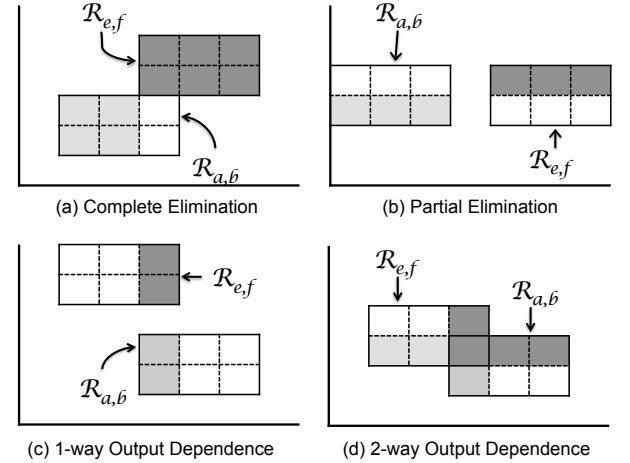 R_{e,f}
R_{a,b}
(a) Complete Elimination
R_{a,b}
R_{e,f}
(b) Partial Elimination
R_{e,f}
R_{a,b}
(c) 1-way Output Dependence
R_{e,f}
R_{a,b}
(d) 2-way Output Dependence